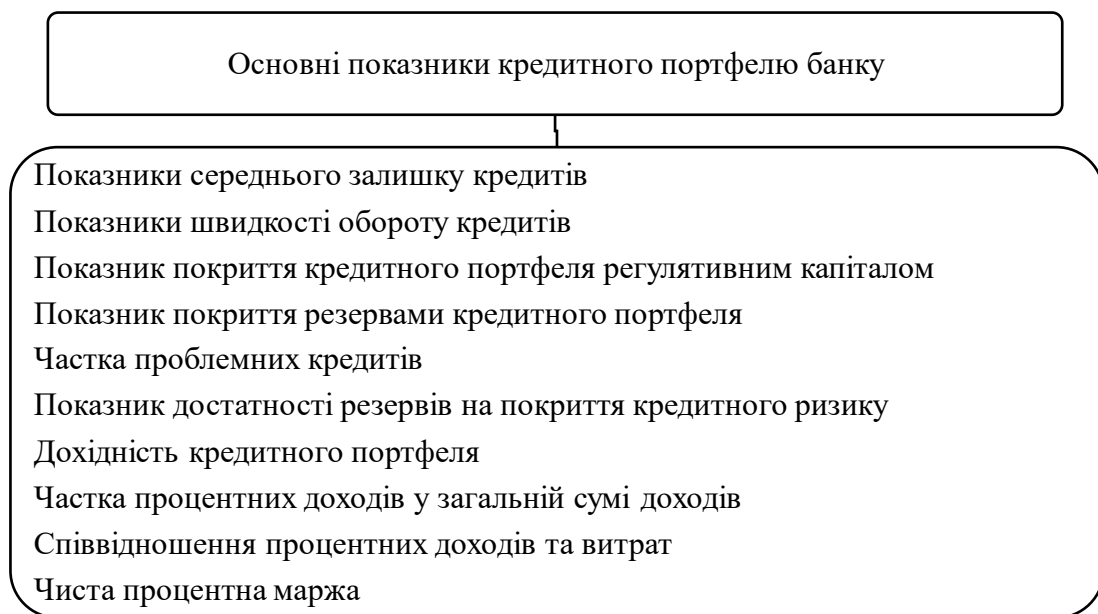 Основні показники кредитного портфелю банку
Показники середнього залишку кредитів
Показники швидкості обороту кредитів
Показник покриття кредитного портфеля регулятивним капіталом
Показник покриття резервами кредитного портфеля
Частка проблемних кредитів
Показник достатності резервів на покриття кредитного ризику
Дохідність кредитного портфеля
Частка процентних доходів у загальній сумі доходів
Співвідношення процентних доходів та витрат
Чиста процентна маржа